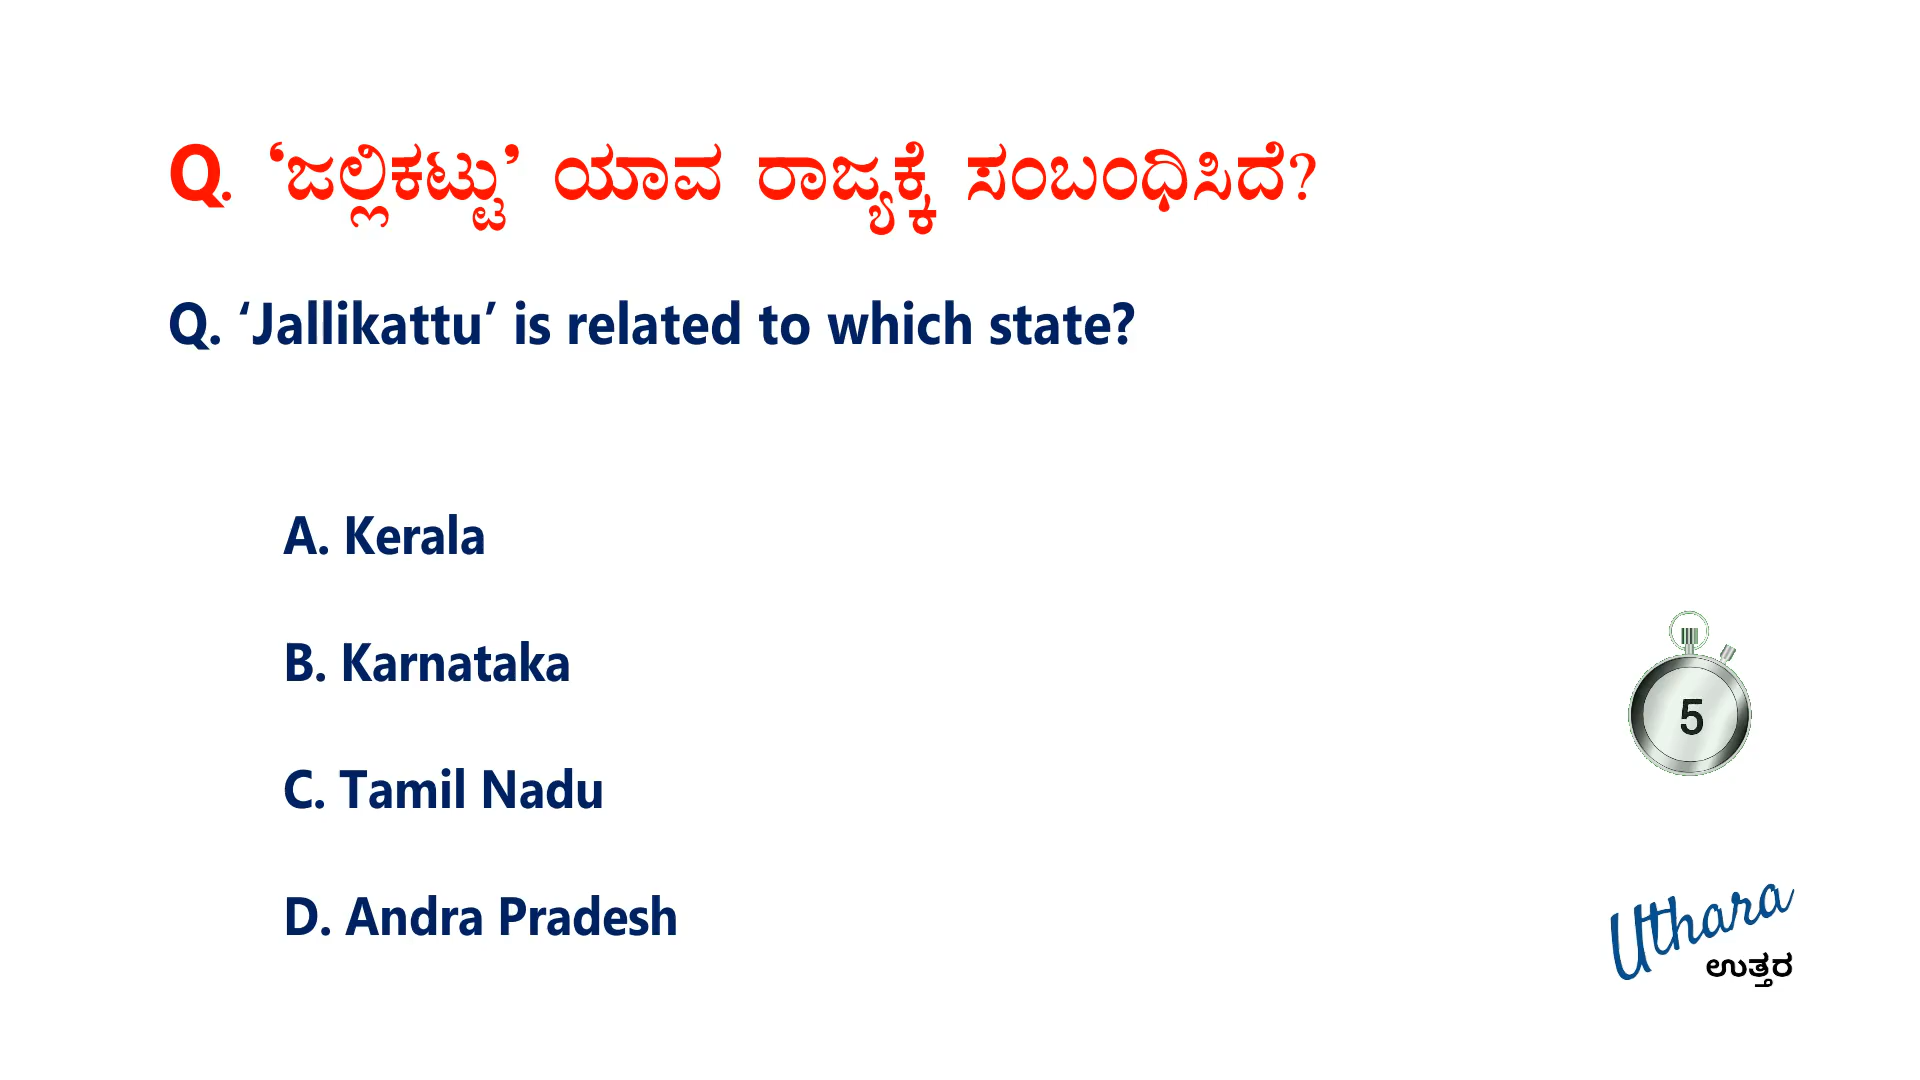 Q. ‘ಜಲ್ಲಿಕಟ್ಟು’ ಯಾವ ರಾಜ್ಯಕ್ಕೆ ಸಂಬಂಧಿಸಿದೆ?
Q. ‘Jallikattu’ is related to which state?
A. Kerala
B. Karnataka
C. Tamil Nadu
D. Andra Pradesh
5
Uthara
ಉತ್ತರ